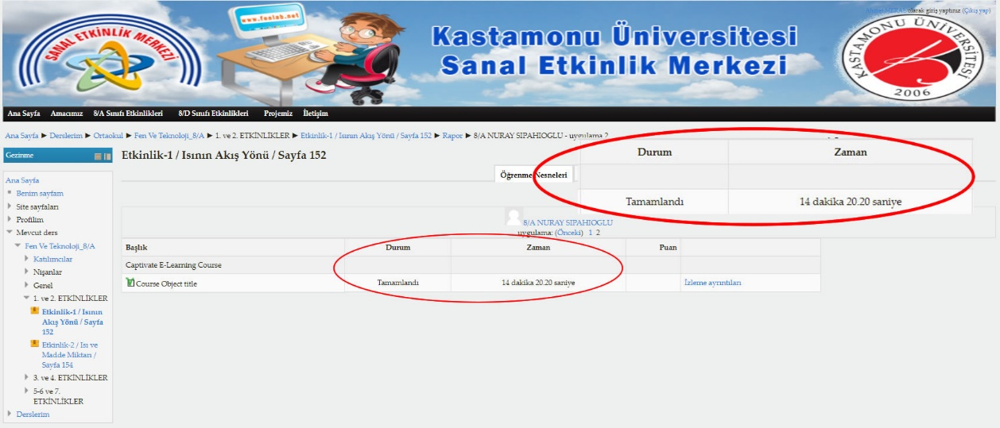 SANAL ETKİNLİK MERKEZİ
www.fenlab.net
Kastamonu Üniversitesi
Sanal Etkinlik Merkezi
olarak giriş yaptınız (Çıkış yap)
KASTAMONU ÜNİVERSİTESİ
2006
Ana Sayfa Amacımız 8/A Sınıfı Etkinlikleri 8/D Sınıfı Etkinlikleri Projemiz İletişim
Ana Sayfa ► Derslerim ► Ortaokul ► Fen Ve Teknoloji_8/A ► 1. ve 2. ETKİNLİKLER ► Etkinlik-1 / Isının Akış Yönü / Sayfa 152 ► Rapor ► 8/A NURAY SIPAHIOGLU - uygulama 2
Gezinme
Ana Sayfa
Benim sayfam
Site sayfaları
Profilim
Mevcut ders
Fen Ve Teknoloji_8/A
Katılımcılar
Nişanlar
Genel
1. ve 2. ETKİNLİKLER
Etkinlik-1 / Isının
Akış Yönü / Sayfa
152
Etkinlik-2 / Isı ve
Madde Miktarı /
Sayfa 154
3. ve 4. ETKİNLİKLER
5-6 ve 7.
ETKİNLİKLER
Derslerim
Etkinlik-1 / Isının Akış Yönü / Sayfa 152
Öğrenme Nesneleri
Durum Zaman
Tamamlandı 14 dakika 20.20 saniye
8/A NURAY SIPAHIOGLU
uygulama: (Önceki) 1 2
Başlık Durum Zaman Puan
Captivate E-Learning Course
Course Object title Tamamlandı 14 dakika 20.20 saniye İzleme ayrıntıları